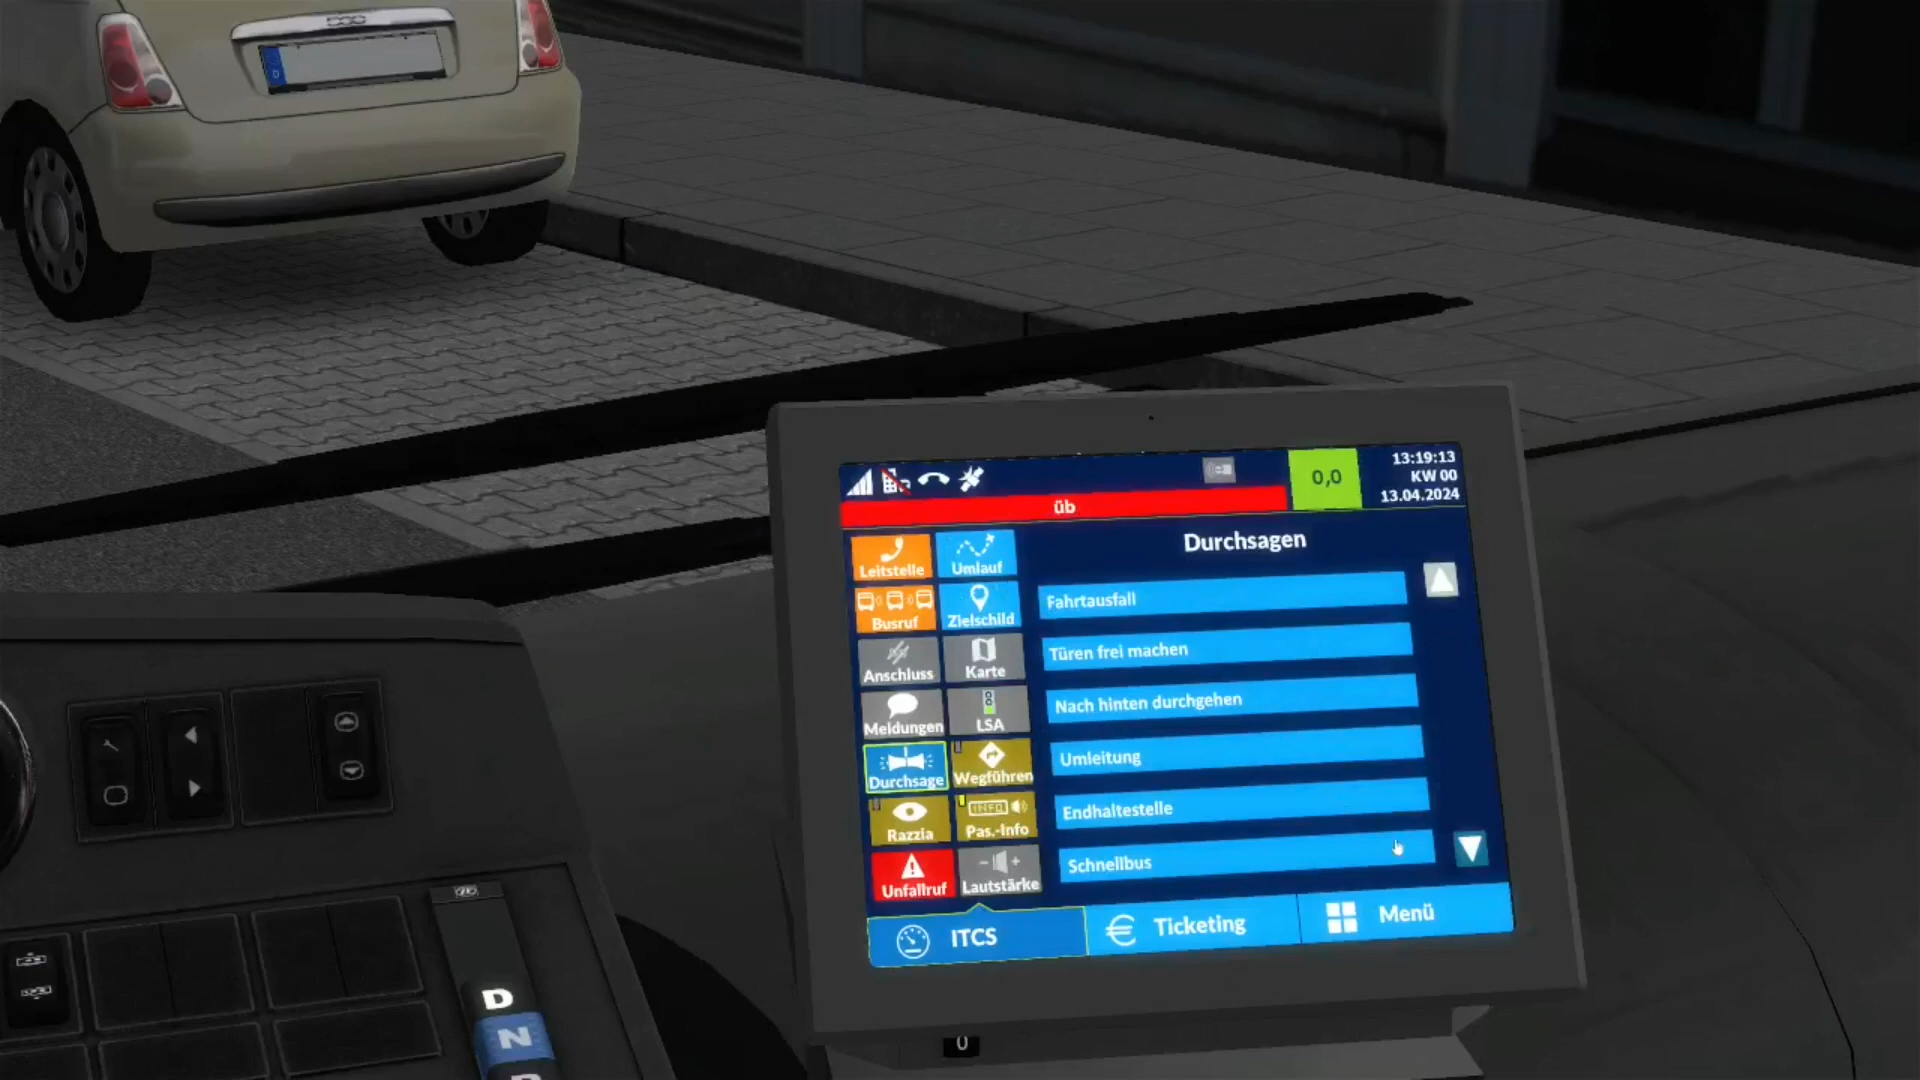 0,0
13:19:13
KW 00
13.04.2024
üb
Durchsagen
Leitstelle
Umlauf
Busruf
Zielschild
Anschluss
Karte
Meldungen
LSA
Durchsage
Wegführen
Razzia
INFO
Pas.-Info
Unfallruf
Lautstärke
Fahrtausfall
Türen frei machen
Nach hinten durchgehen
Umleitung
Endhaltestelle
Schnellbus
ITCS
Ticketing
Menü
D
N
0
D